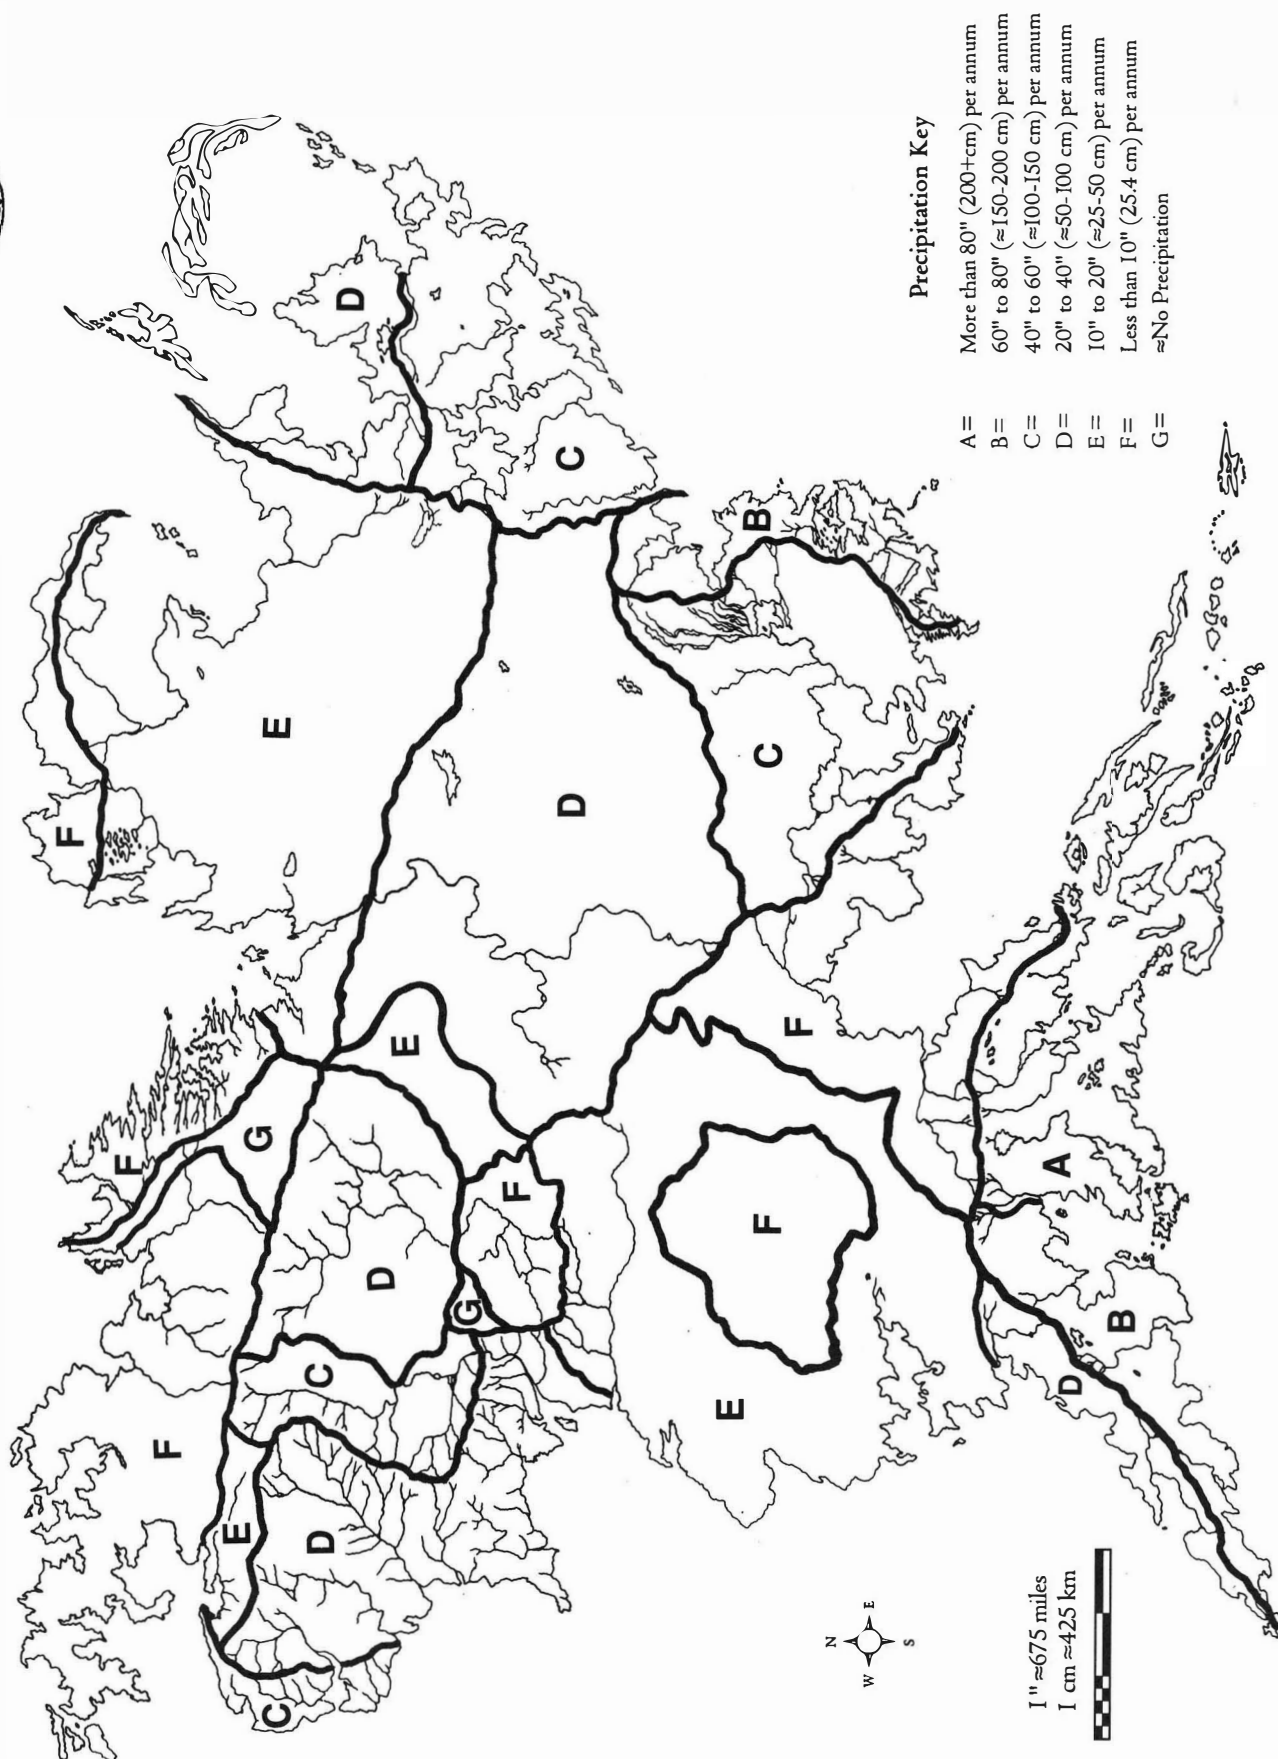 F
F
F
E
G
C
E
C
D
D
D
E
G
F
C
D
E
B
F
C
F
N
W
E
S
Precipitation Key
A= More than 80" (200+cm) per annum
B= 60" to 80" (≈150-200 cm) per annum
C= 40" to 60" (≈100-150 cm) per annum
D= 20" to 40" (≈50-100 cm) per annum
E= 10" to 20" (≈25-50 cm) per annum
F= Less than 10" (25.4 cm) per annum
G= ≈No Precipitation
1" ≈675 miles
1 cm ≈425 km
A
D
B